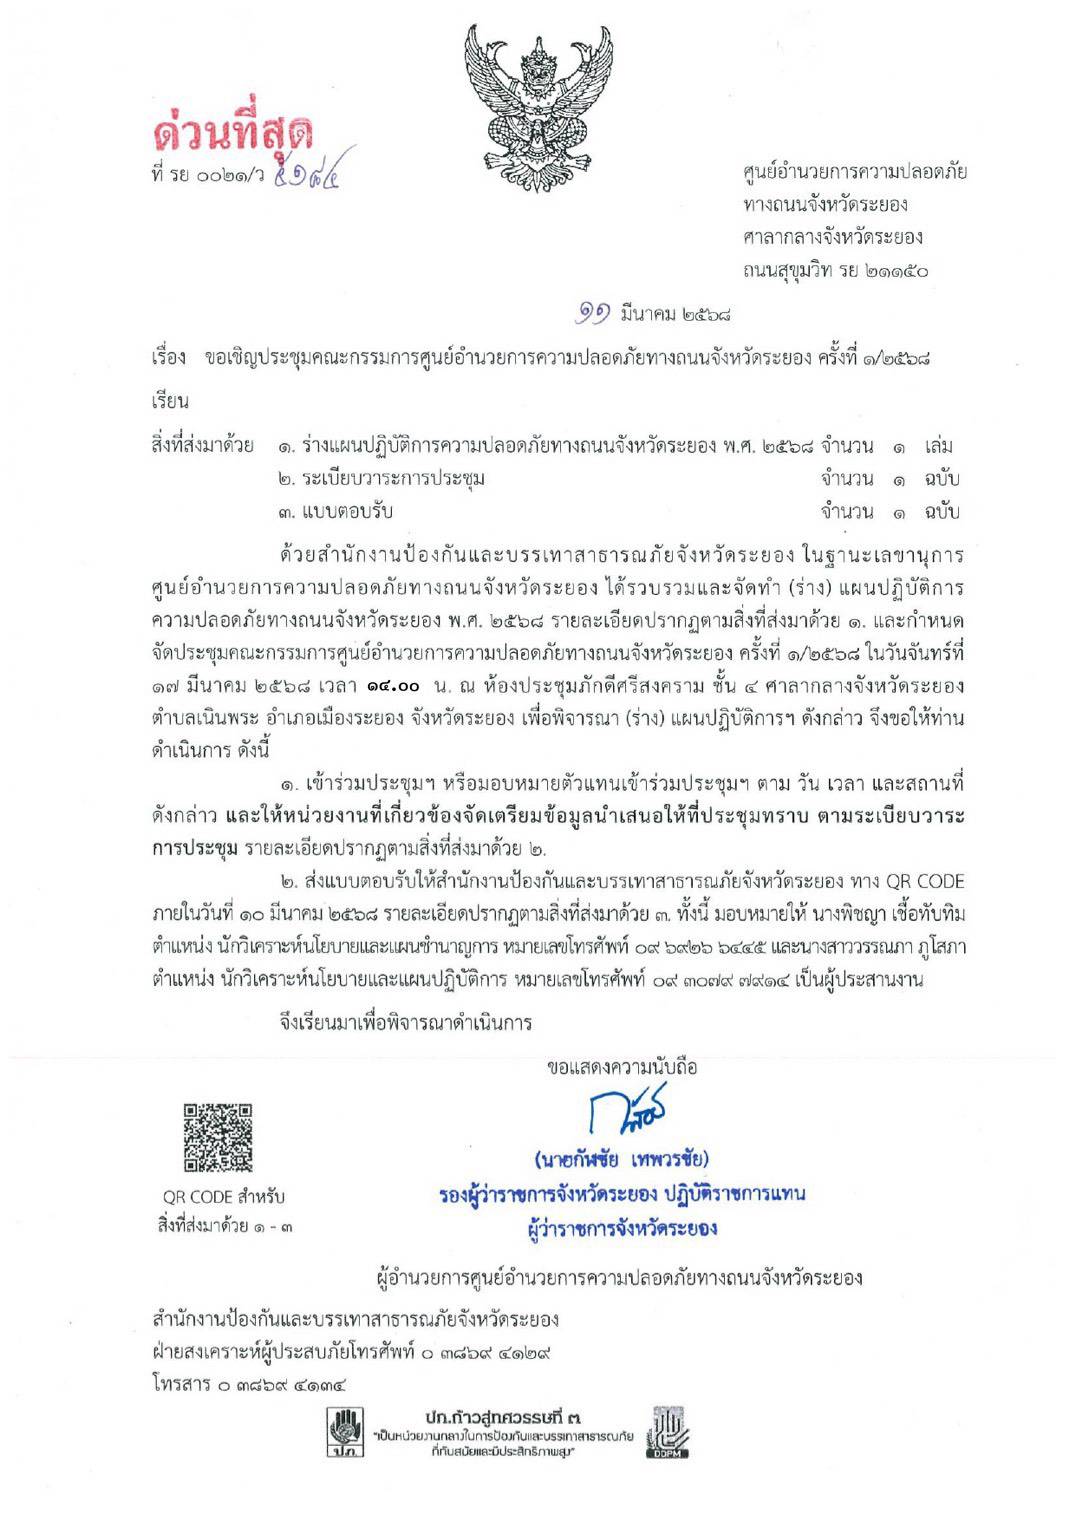 ด่วนที่สุด
ที่ รย ๐๐๒๑/ว
ศูนย์อำนวยการความปลอดภัย
ทางถนนจังหวัดระยอง
ศาลากลางจังหวัดระยอง
ถนนสุขุมวิท รย ๒๑๑๕๐
๑๑ มีนาคม ๒๕๖๘
เรื่อง ขอเชิญประชุมคณะกรรมการศูนย์อำนวยการความปลอดภัยทางถนนจังหวัดระยอง ครั้งที่ ๑/๒๕๖๘
เรียน
สิ่งที่ส่งมาด้วย ๑. ร่างแผนปฏิบัติการความปลอดภัยทางถนนจังหวัดระยอง พ.ศ. ๒๕๖๘ จำนวน ๑ เล่ม
๒. ระเบียบวาระการประชุม จำนวน ๑ ฉบับ
๓. แบบตอบรับ จำนวน ๑ ฉบับ
ด้วยสำนักงานป้องกันและบรรเทาสาธารณภัยจังหวัดระยอง ในฐานะเลขานุการ
ศูนย์อำนวยการความปลอดภัยทางถนนจังหวัดระยอง ได้รวบรวมและจัดทำ (ร่าง) แผนปฏิบัติการ
ความปลอดภัยทางถนนจังหวัดระยอง พ.ศ. ๒๕๖๘ รายละเอียดปรากฏตามสิ่งที่ส่งมาด้วย ๑. และกำหนด
จัดประชุมคณะกรรมการศูนย์อำนวยการความปลอดภัยทางถนนจังหวัดระยอง ครั้งที่ ๑/๒๕๖๘ ในวันจันทร์ที่
๑๗ มีนาคม ๒๕๖๘ เวลา ๑๔.๐๐ น. ณ ห้องประชุมภักดีศรีสงคราม ชั้น ๔ ศาลากลางจังหวัดระยอง
ตำบลเนินพระ อำเภอเมืองระยอง จังหวัดระยอง เพื่อพิจารณา (ร่าง) แผนปฏิบัติการฯ ดังกล่าว จึงขอให้ท่าน
ดำเนินการ ดังนี้
๑. เข้าร่วมประชุมฯ หรือมอบหมายตัวแทนเข้าร่วมประชุมฯ ตาม วัน เวลา และสถานที่
ดังกล่าว และให้หน่วยงานที่เกี่ยวข้องจัดเตรียมข้อมูลนำเสนอให้ที่ประชุมทราบ ตามระเบียบวาระ
การประชุม รายละเอียดปรากฏตามสิ่งที่ส่งมาด้วย ๒.
๒. ส่งแบบตอบรับให้สำนักงานป้องกันและบรรเทาสาธารณภัยจังหวัดระยอง ทาง QR CODE
ภายในวันที่ ๑๐ มีนาคม ๒๕๖๘ รายละเอียดปรากฏตามสิ่งที่ส่งมาด้วย ๓. ทั้งนี้ มอบหมายให้ นางพิชญา เชื้อทับทิม
ตำแหน่ง นักวิเคราะห์นโยบายและแผนชำนาญการ หมายเลขโทรศัพท์ ๐๙ ๖๙๒๖ ๖๔๔๕ และนางสาววรรณภา ภูโสภา
ตำแหน่ง นักวิเคราะห์นโยบายและแผนปฏิบัติการ หมายเลขโทรศัพท์ ๐๙ ๓๐๗๙ ๗๙๑๔ เป็นผู้ประสานงาน
จึงเรียนมาเพื่อพิจารณาดำเนินการ
ขอแสดงความนับถือ
(นายกัฬชัย เทพวรชัย)
รองผู้ว่าราชการจังหวัดระยอง ปฏิบัติราชการแทน
ผู้ว่าราชการจังหวัดระยอง
QR CODE สำหรับ
สิ่งที่ส่งมาด้วย ๑ - ๓
ผู้อำนวยการศูนย์อำนวยการความปลอดภัยทางถนนจังหวัดระยอง
สำนักงานป้องกันและบรรเทาสาธารณภัยจังหวัดระยอง
ฝ่ายสงเคราะห์ผู้ประสบภัยโทรศัพท์ ๐ ๓๘๖๙ ๔๑๒๙
โทรสาร ๐ ๓๘๖๙ ๔๑๓๔
ปภ.ก้าวสู่ทศวรรษที่ ๓
"เป็นหน่วยงานกลางในการป้องกันและบรรเทาสาธารณภัย
ที่ทันสมัยและมีประสิทธิภาพสูง"
ปภ.
DDPM